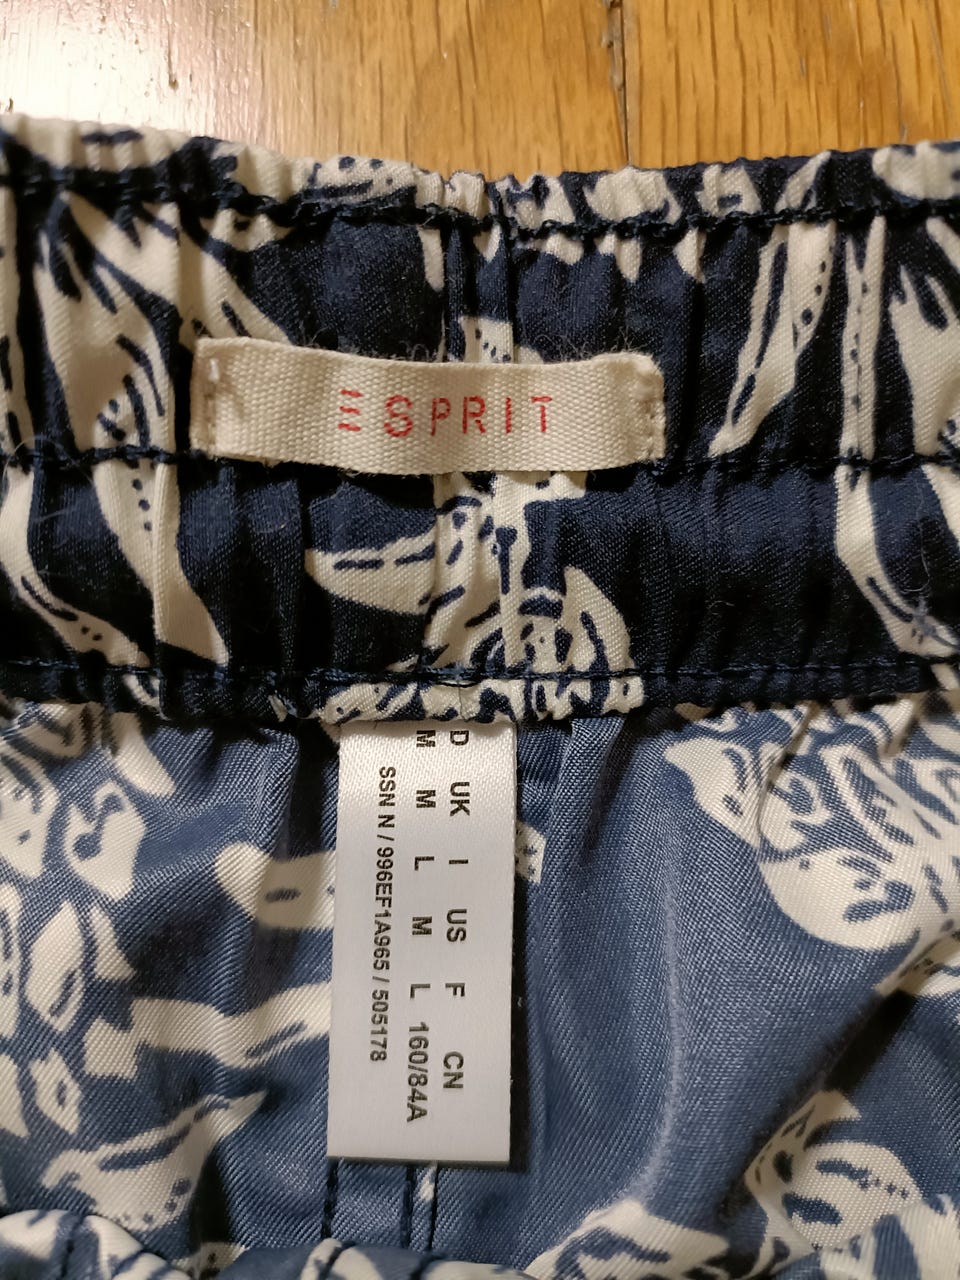 ESPRIT
D UK I US F CN
M M L M L 160/84A
SSN N / 996EF1A965 / 505178